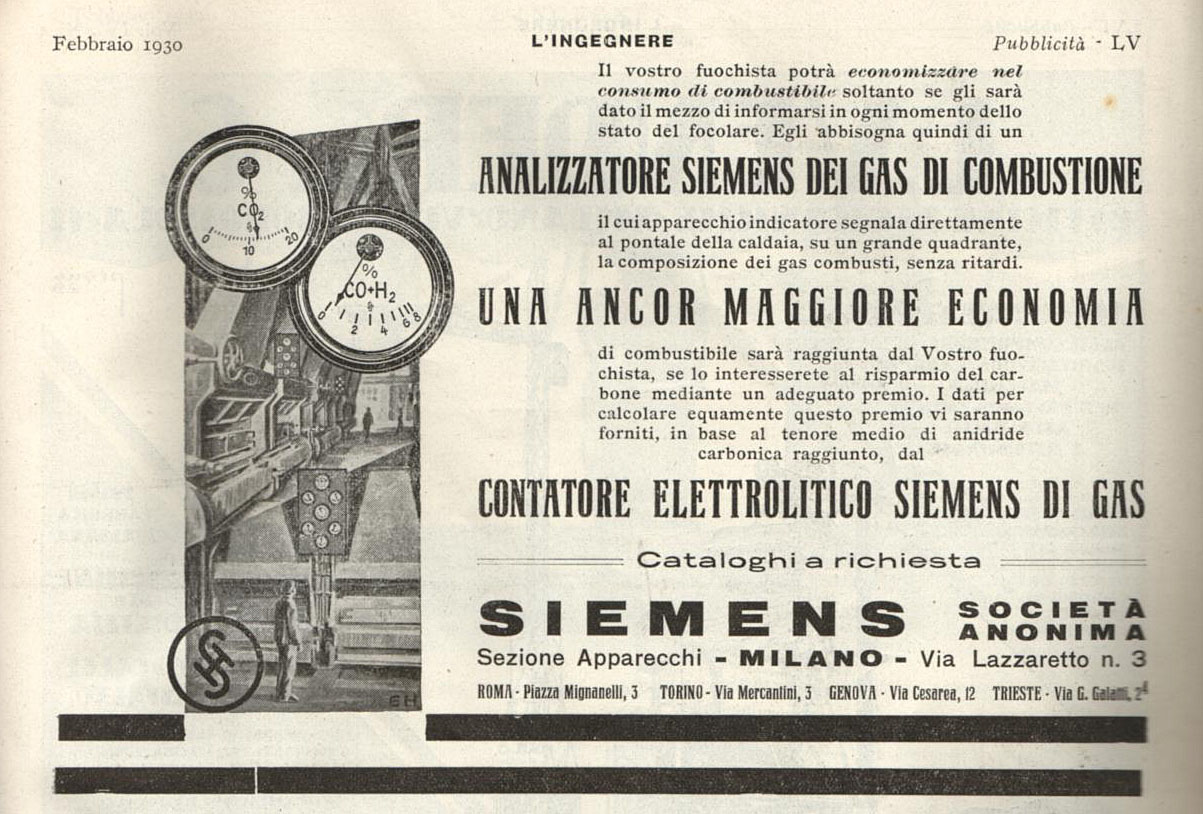 Febbraio 1930
L'INGEGNERE
Pubblicità - LV
Il vostro fuochista potrà economizzare nel
consumo di combustibile soltanto se gli sarà
dato il mezzo di informarsi in ogni momento dello
stato del focolare. Egli abbisogna quindi di un
ANALIZZATORE SIEMENS DEI GAS DI COMBUSTIONE
il cui apparecchio indicatore segnala direttamente
al pontale della caldaia, su un grande quadrante,
la composizione dei gas combusti, senza ritardi.
UNA ANCOR MAGGIORE ECONOMIA
di combustibile sarà raggiunta dal Vostro fuo-
chista, se lo interesserete al risparmio del car-
bone mediante un adeguato premio. I dati per
calcolare equamente questo premio vi saranno
forniti, in base al tenore medio di anidride
carbonica raggiunto, dal
CONTATORE ELETTROLITICO SIEMENS DI GAS
Cataloghi a richiesta
SIEMENS SOCIETÀ
ANONIMA
Sezione Apparecchi - MILANO - Via Lazzaretto n. 3
ROMA - Piazza Mignanelli, 3 TORINO - Via Mercantini, 3 GENOVA - Via Cesarea, 12 TRIESTE - Via G.
%
CO2
0 10 20
%
CO+H2
0 2 4 6 8
EH